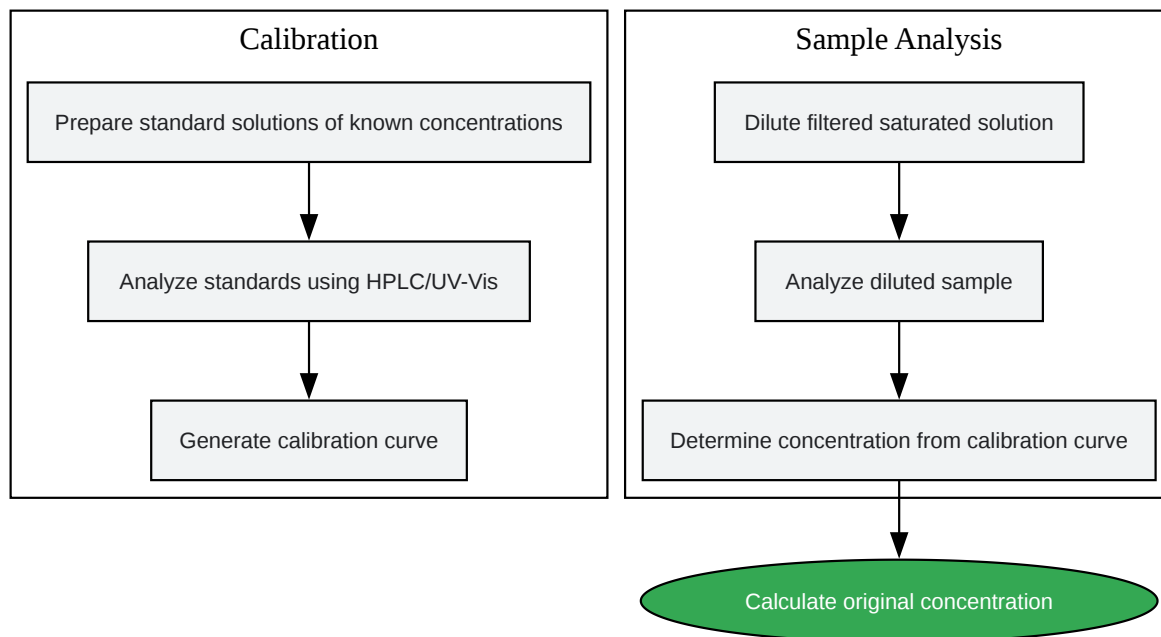 Calibration
Prepare standard solutions of known concentrations
Analyze standards using HPLC/UV-Vis
Generate calibration curve
Sample Analysis
Dilute filtered saturated solution
Analyze diluted sample
Determine concentration from calibration curve
Calculate original concentration